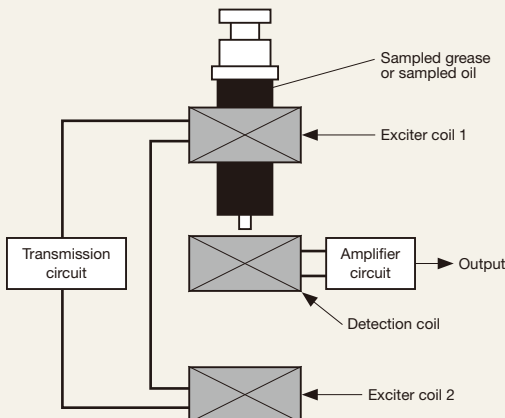 Sampled grease
or sampled oil
Exciter coil 1
Transmission
circuit
Amplifier
circuit
Output
Detection coil
Exciter coil 2